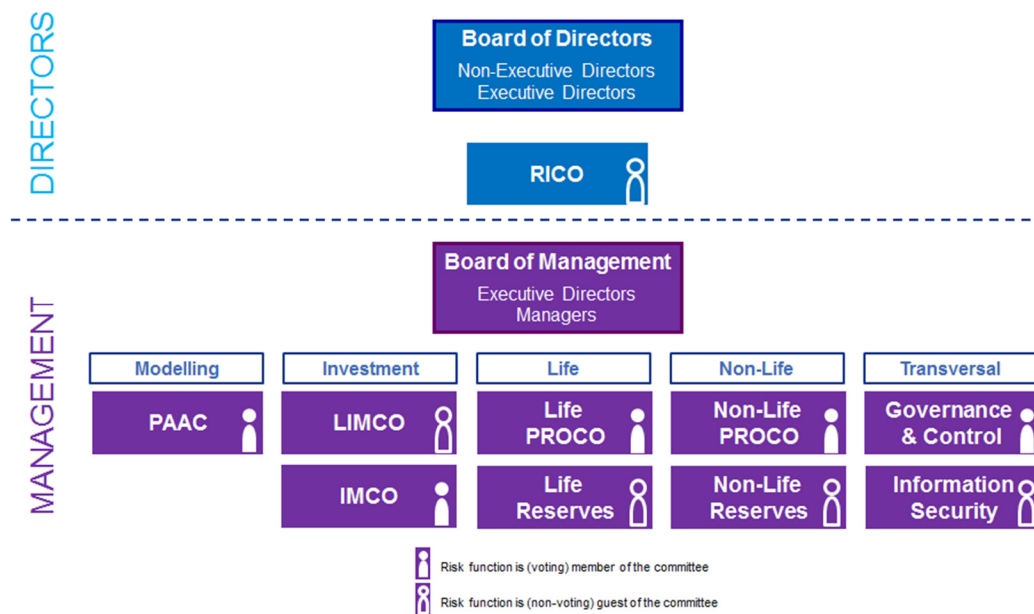 DIRECTORS
Board of Directors
Non-Executive Directors
Executive Directors
RICO
MANAGEMENT
Board of Management
Executive Directors
Managers
Modelling
Investment
Life
Non-Life
Transversal
PAAC
LIMCO
Life
PROCO
Non-Life
PROCO
Governance
& Control
IMCO
Life
Reserves
Non-Life
Reserves
Information
Security
Risk function is (voting) member of the committee
Risk function is (non-voting) guest of the committee